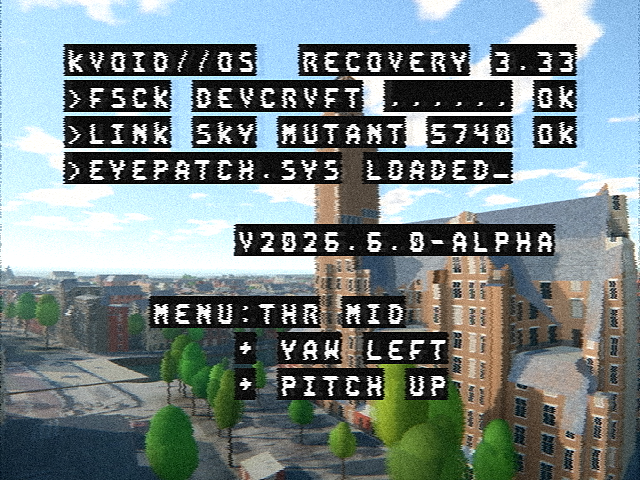 KVOID//OS RECOVERY 3.33
>FSCK DEVCRVFT ...... OK
>LINK SKY MUTANT 5740 OK
>EYEPATCH.SYS LOADED_
V2026.6.0-ALPHA
MENU:THR MID
+ YAW LEFT
+ PITCH UP